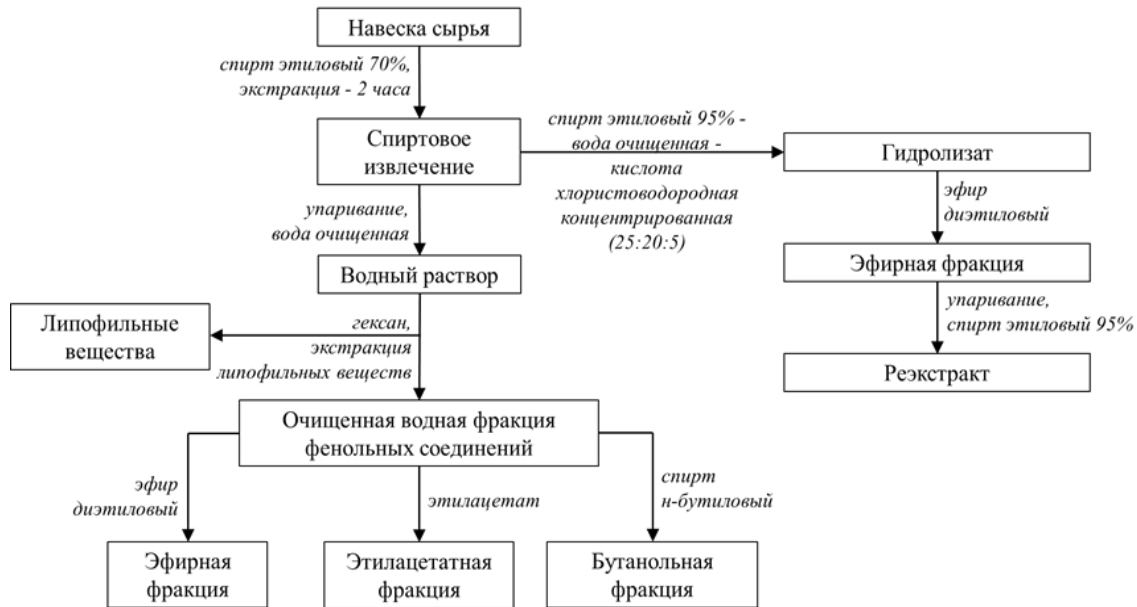 Навеска сырья
спирт этиловый 70%,
экстракция - 2 часа
Спиртовое
извлечение
спирт этиловый 95% -
вода очищенная -
кислота
хлористоводородная
концентрированная
(25:20:5)
Гидролизат
эфир
диэтиловый
Эфирная фракция
упаривание,
спирт этиловый 95%
Реэкстракт
упаривание,
вода очищенная
Водный раствор
гексан,
экстракция
липофильных веществ
Липофильные
вещества
Очищенная водная фракция
фенольных соединений
эфир
диэтиловый
этилацетат
спирт
н-бутиловый
Эфирная
фракция
Этилацетатная
фракция
Бутанольная
фракция